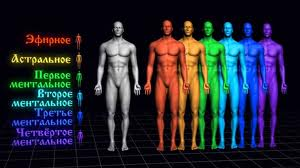 Эфирное
Астральное
Первое
ментальное
Второе
ментальное
Третье
ментальное
Четвёртое
ментальное